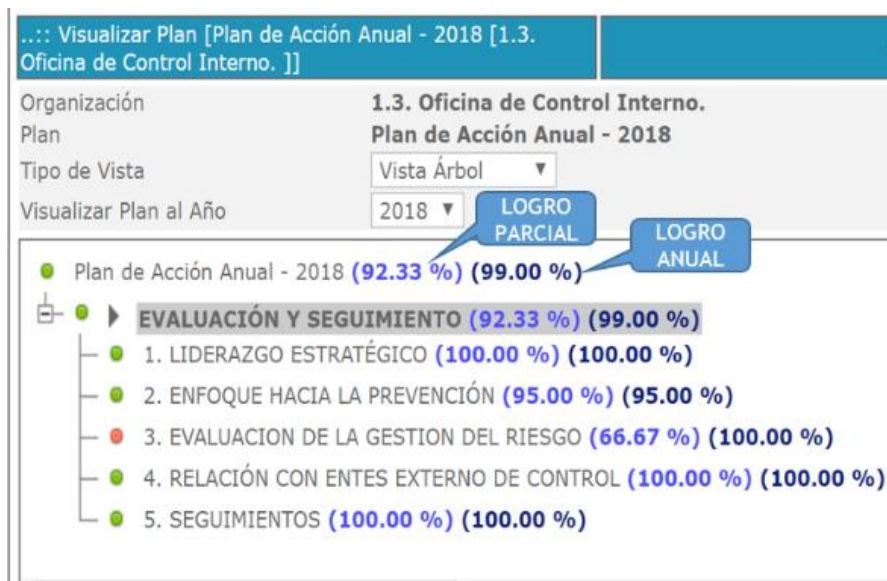 ..:: Visualizar Plan [Plan de Acción Anual - 2018 [1.3.
Oficina de Control Interno. ]]
Organización 1.3. Oficina de Control Interno.
Plan Plan de Acción Anual - 2018
Tipo de Vista Vista Árbol
Visualizar Plan al Año 2018
LOGRO
PARCIAL
LOGRO
ANUAL
Plan de Acción Anual - 2018 (92.33 %) (99.00 %)
EVALUACIÓN Y SEGUIMIENTO (92.33 %) (99.00 %)
1. LIDERAZGO ESTRATÉGICO (100.00 %) (100.00 %)
2. ENFOQUE HACIA LA PREVENCIÓN (95.00 %) (95.00 %)
3. EVALUACION DE LA GESTION DEL RIESGO (66.67 %) (100.00 %)
4. RELACIÓN CON ENTES EXTERNO DE CONTROL (100.00 %) (100.00 %)
5. SEGUIMIENTOS (100.00 %) (100.00 %)